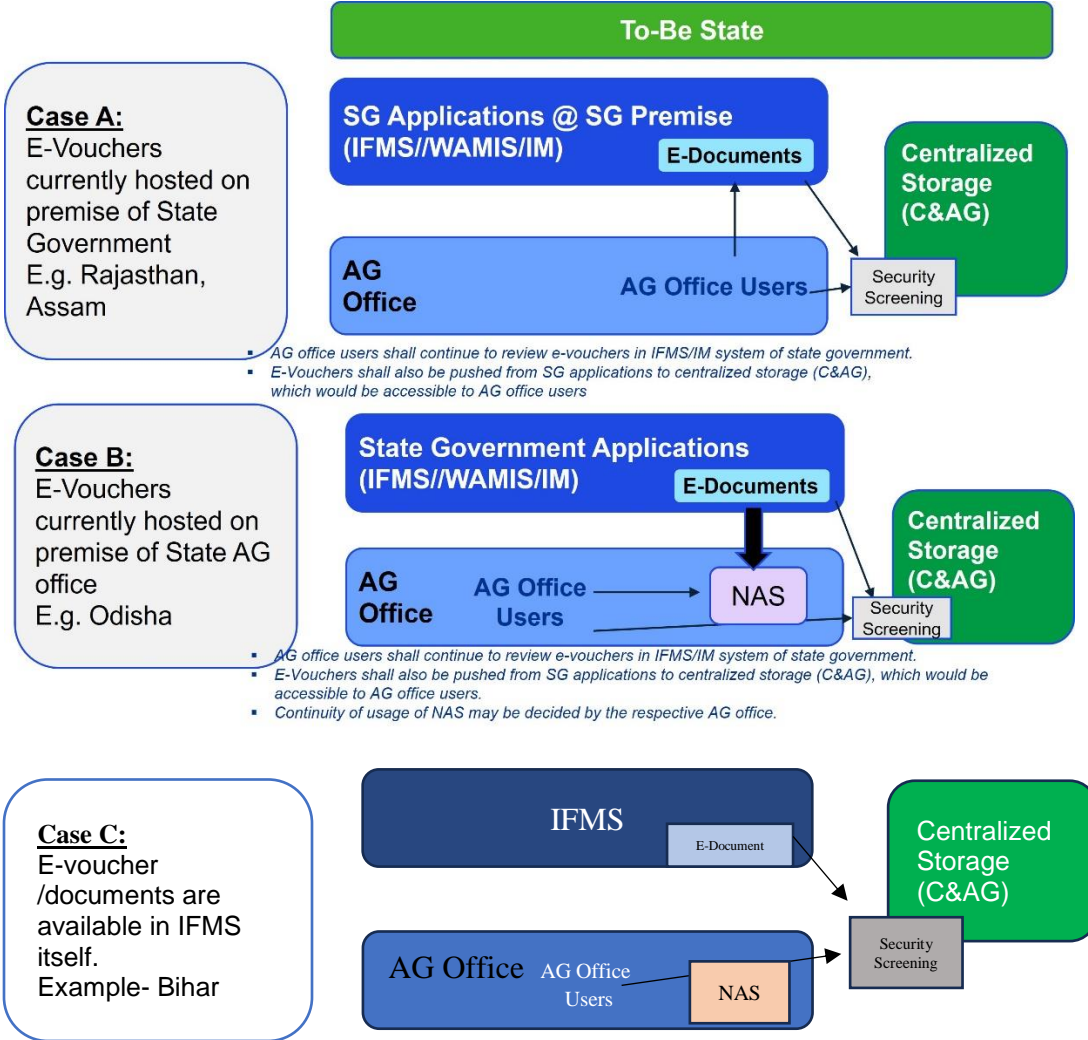 To-Be State
Case A:
E-Vouchers
currently hosted on
premise of State
Government
E.g. Rajasthan,
Assam
SG Applications @ SG Premise
(IFMS//WAMIS/IM)
E-Documents
Centralized
Storage
(C&AG)
AG
Office
AG Office Users
Security
Screening
▪ AG office users shall continue to review e-vouchers in IFMS/IM system of state government.
▪ E-Vouchers shall also be pushed from SG applications to centralized storage (C&AG),
which would be accessible to AG office users
Case B:
E-Vouchers
currently hosted on
premise of State AG
office
E.g. Odisha
State Government Applications
(IFMS//WAMIS/IM)
E-Documents
Centralized
Storage
(C&AG)
AG
Office
AG Office
Users
NAS
Security
Screening
▪ AG office users shall continue to review e-vouchers in IFMS/IM system of state government.
▪ E-Vouchers shall also be pushed from SG applications to centralized storage (C&AG), which would be
accessible to AG office users.
▪ Continuity of usage of NAS may be decided by the respective AG office.
Case C:
E-voucher
/documents are
available in IFMS
itself.
Example- Bihar
IFMS
E-Document
Centralized
Storage
(C&AG)
AG Office
AG Office
Users
NAS
Security
Screening